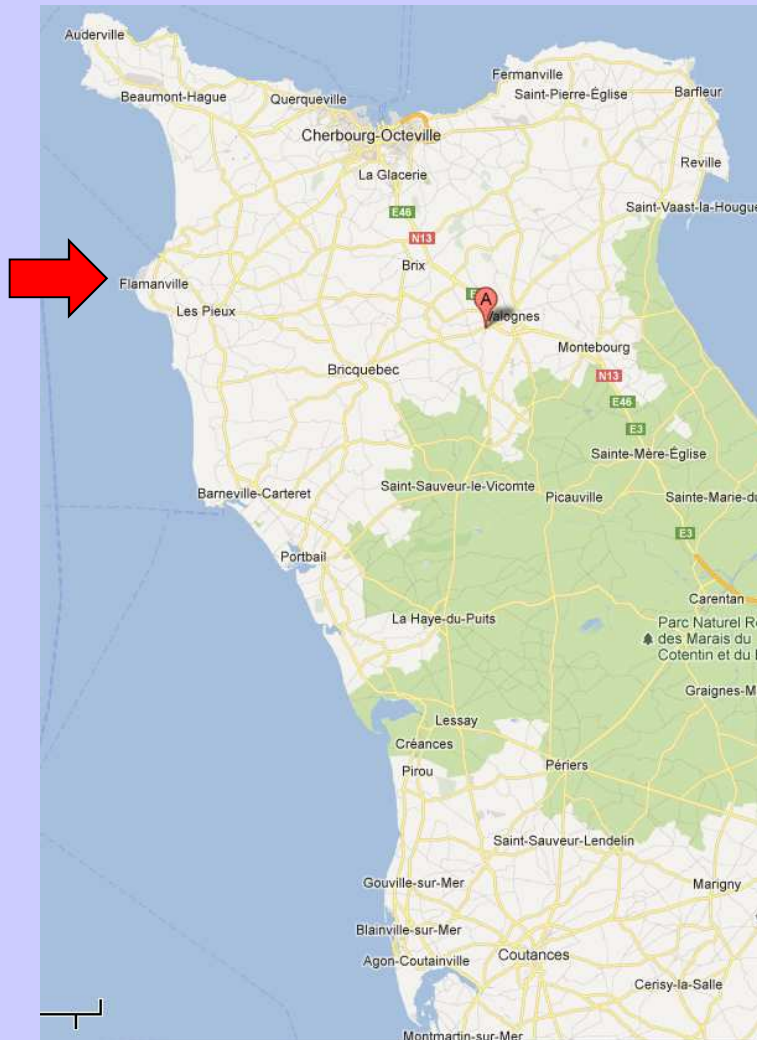 Auderville
Fermanville
Beaumont-Hague
Querqueville
Saint-Pierre-Église
Barfleur
Cherbourg-Octeville
Reville
La Glacerie
E46
Saint-Vaast-la-Hougue
N13
Brix
Flamanville
A
Les Pieux
Valognes
Montebourg
Bricquebec
N13
E46
E3
Sainte-Mère-Église
Barneville-Carteret
Saint-Sauveur-le-Vicomte
Picauville
Sainte-Marie-du
E3
Portbail
Carentan
La Haye-du-Puits
Parc Naturel R
des Marais du
Cotentin et du
Graignes-M
Lessay
Créances
Pirou
Périers
Saint-Sauveur-Lendelin
Gouville-sur-Mer
Marigny
Blainville-sur-Mer
Agon-Coutainville
Coutances
Cerisy-la-Salle
Montmartin-sur-Mer